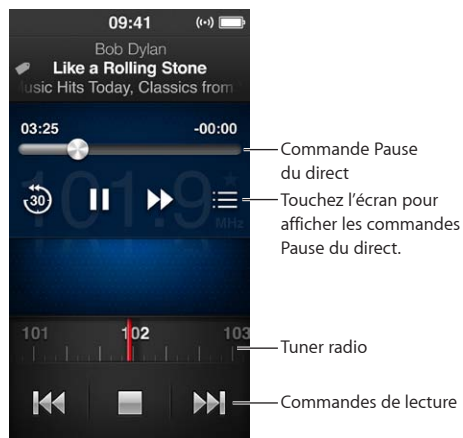 09:41
Bob Dylan
Like a Rolling Stone
usic Hits Today, Classics from
03:25 -00:00
Commande Pause
du direct
30
101.9
MHz
Touchez l’écran pour
afficher les commandes
Pause du direct.
101 102 103
Tuner radio
Commandes de lecture